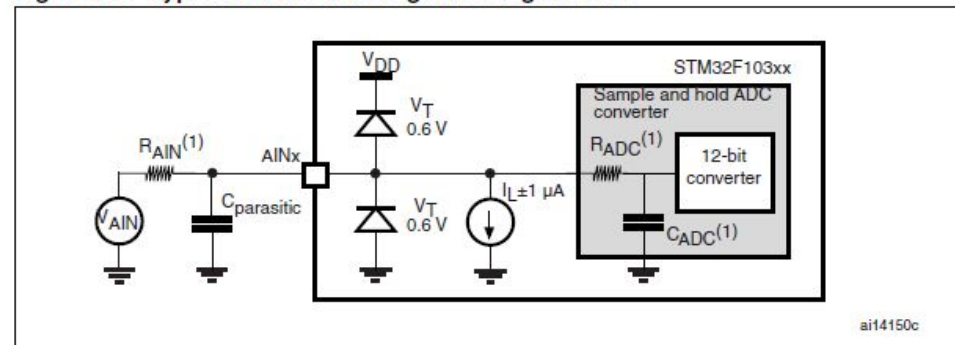 STM32F103xx
VDD
Sample and hold ADC
converter
VT
0.6 V
RAIN(1)
AINx
RADC(1)
12-bit
converter
IL±1 µA
Cparasitic
VT
0.6 V
VAIN
CADC(1)
ai14150c